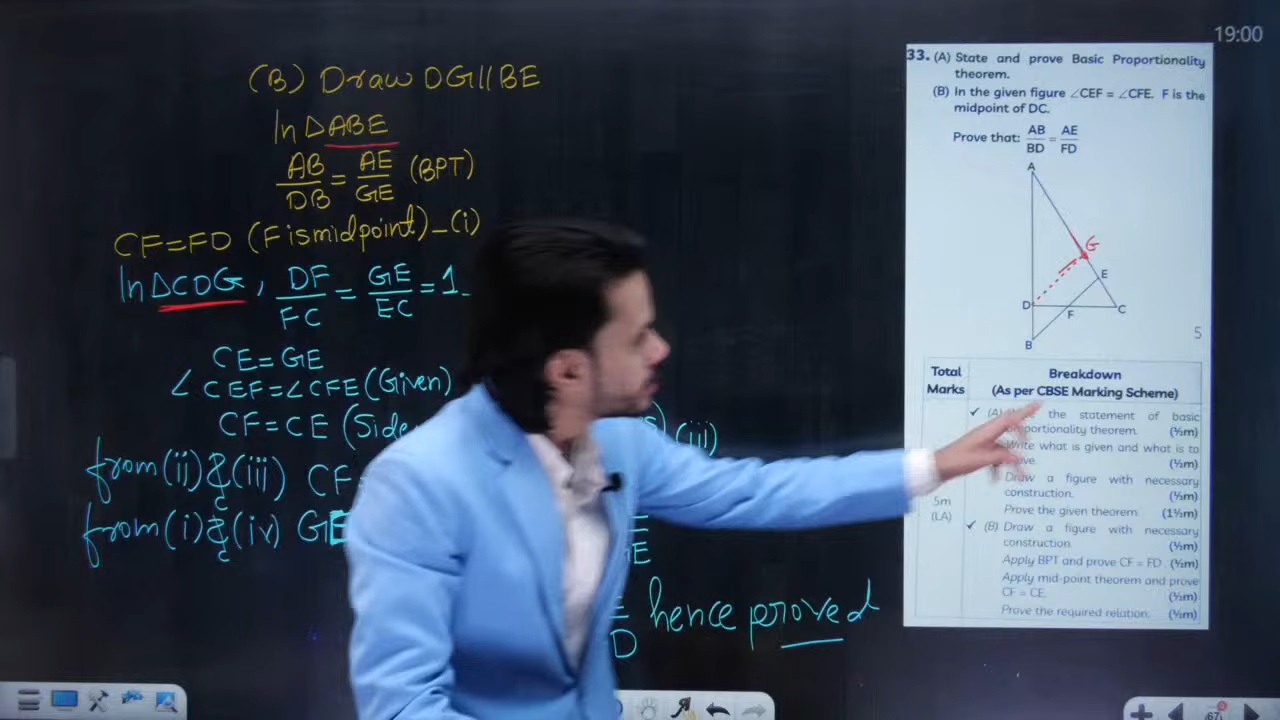 19:00
(B) Draw DG||BE
In △ABE
AB/DB = AE/GE (BPT)
CF=FD (F is midpoint)_(i)
In △CDG, DF/FC = GE/EC = 1
CE=GE
∠CEF=∠CFE (Given)
CF=CE
(iii)
from (ii) & (iii) CF
from (i) & (iv) GE
hence proved
33. (A) State and prove Basic Proportionality
theorem.
(B) In the given figure ∠CEF = ∠CFE. F is the
midpoint of DC.
Prove that: AB/BD = AE/FD
A
G
E
D
F
C
B
5
Total
Marks
Breakdown
(As per CBSE Marking Scheme)
✓ (A) the statement of basic
proportionality theorem. (½m)
Write what is given and what is to
(½m)
Draw a figure with necessary
construction. (½m)
Prove the given theorem. (1½m)
5m
(LA)
✓ (B) Draw a figure with necessary
construction. (½m)
Apply BPT and prove CF = FD. (½m)
Apply mid-point theorem and prove
CF = CE. (½m)
Prove the required relation. (½m)